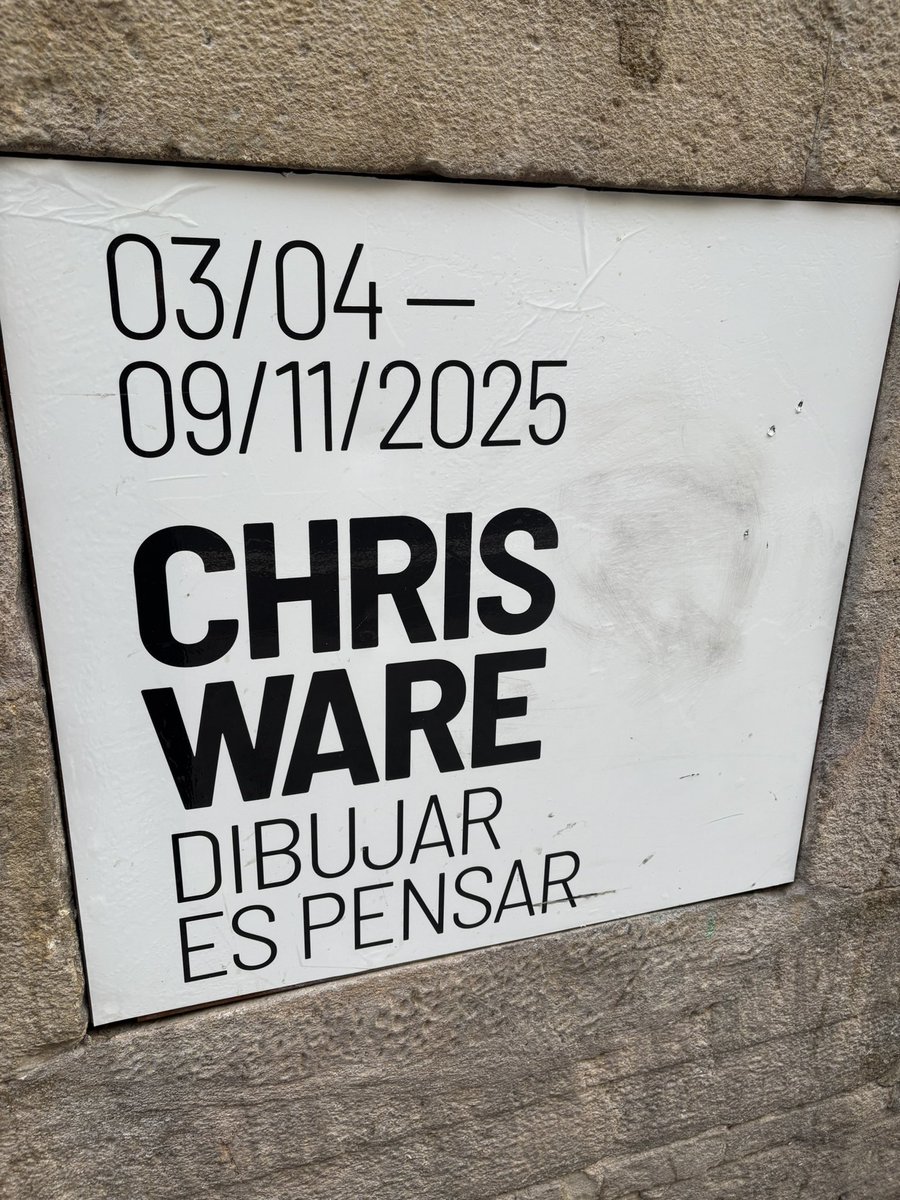 03/04 —
09/11/2025
CHRIS
WARE
DIBUJAR
ES PENSAR